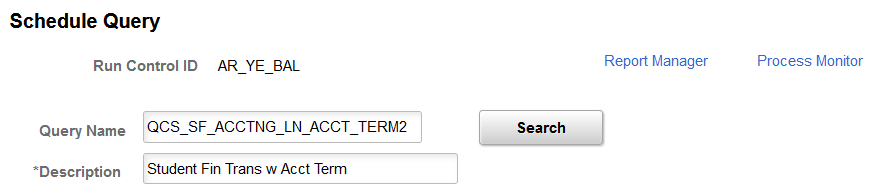 Schedule Query
Run Control ID AR_YE_BAL Report Manager Process Monitor
Query Name QCS_SF_ACCTNG_LN_ACCT_TERM2 Search
*Description Student Fin Trans w Acct Term